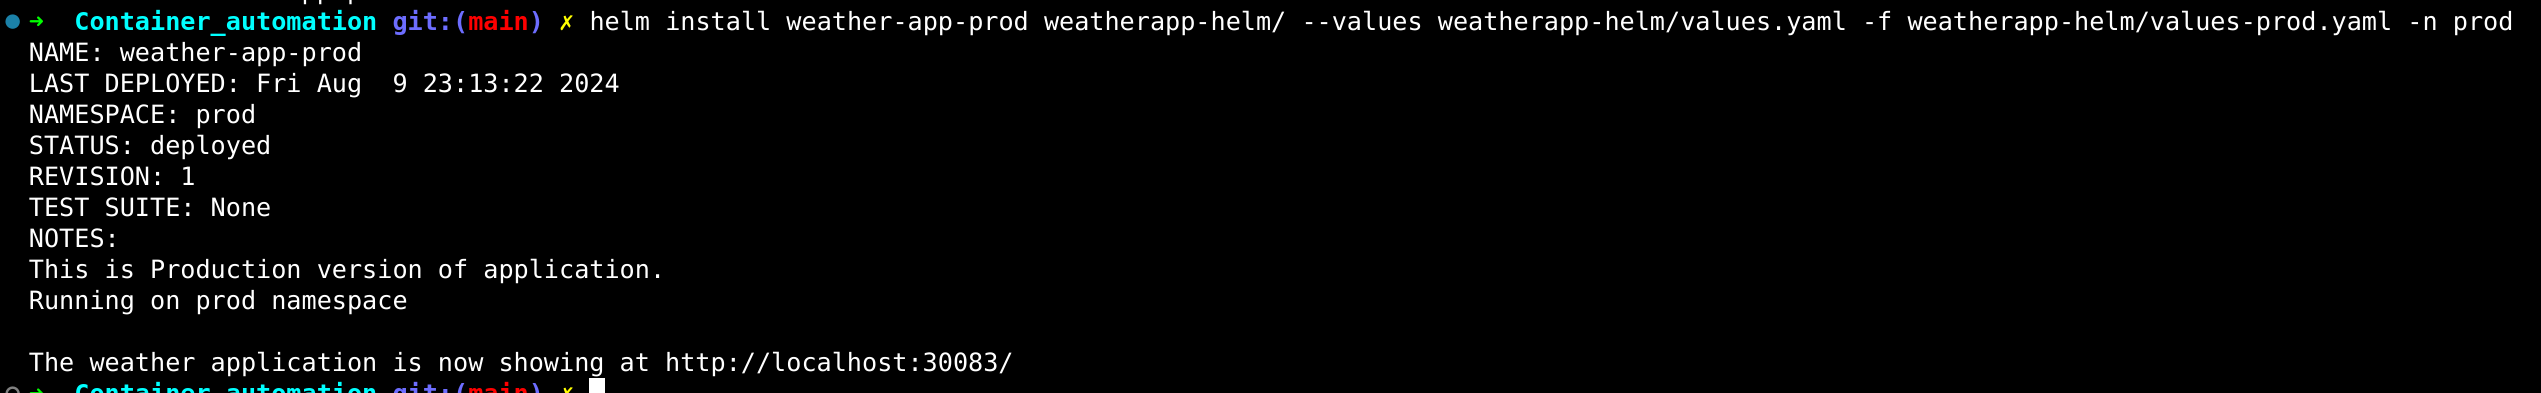 ➜  Container_automation git:(main) ✗ helm install weather-app-prod weatherapp-helm/ --values weatherapp-helm/values.yaml -f weatherapp-helm/values-prod.yaml -n prod
NAME: weather-app-prod
LAST DEPLOYED: Fri Aug  9 23:13:22 2024
NAMESPACE: prod
STATUS: deployed
REVISION: 1
TEST SUITE: None
NOTES:
This is Production version of application.
Running on prod namespace
The weather application is now showing at http://localhost:30083/
➜  Container_automation git:(main) ✗